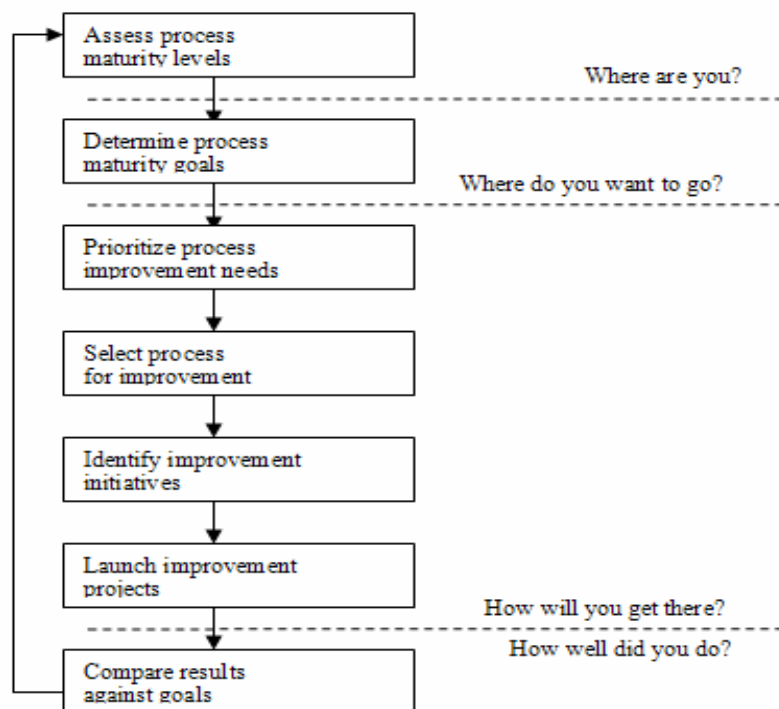 Assess process
maturity levels
Where are you?
Determine process
maturity goals
Where do you want to go?
Prioritize process
improvement needs
Select process
for improvement
Identify improvement
initiatives
Launch improvement
projects
How will you get there?
How well did you do?
Compare results
against goals